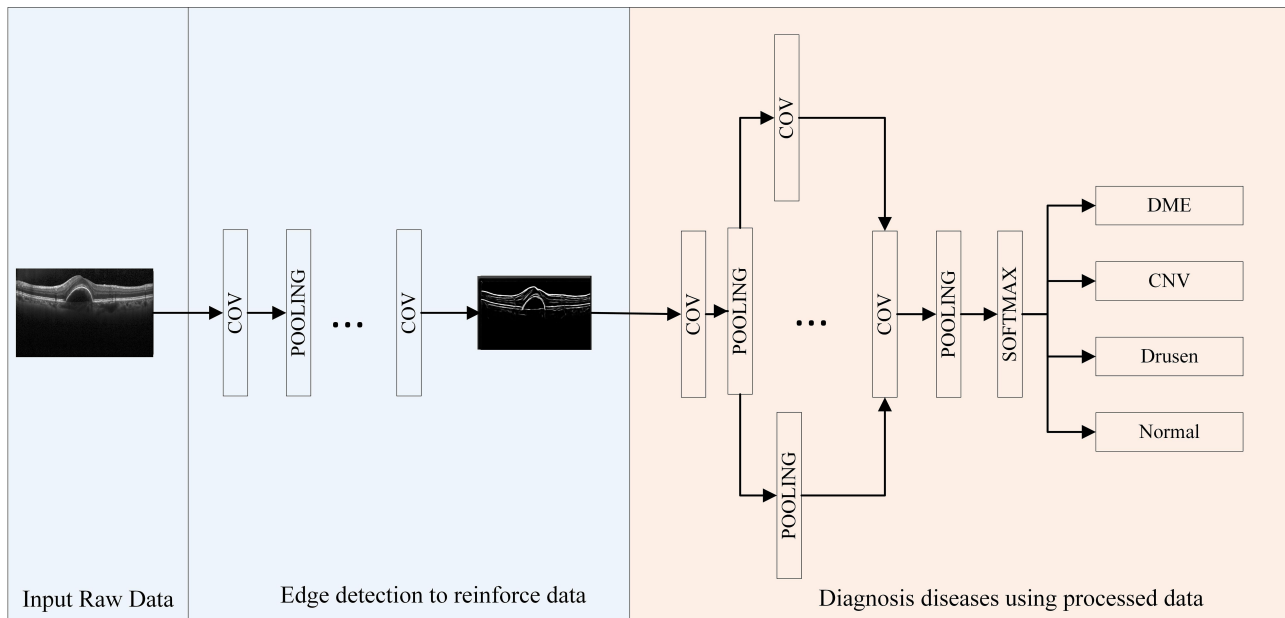 COV
POOLING
...
COV
COV
POOLING
COV
POOLING
...
COV
POOLING
SOFTMAX
DME
CNV
Drusen
Normal
Input Raw Data
Edge detection to reinforce data
Diagnosis diseases using processed data